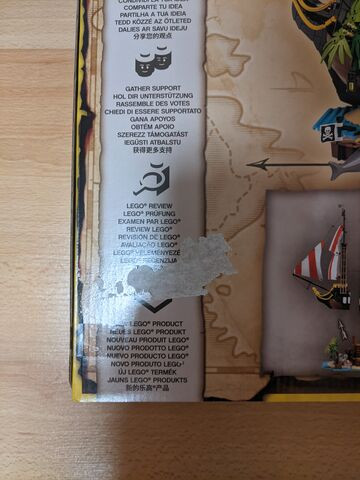 COMPARTE TU IDEA
PARTILHA A TUA IDEIA
TEDD KÖZZÉ AZ ÖTLETED
DALIES AR SAVU IDEJU
分享您的观点
GATHER SUPPORT
HOL DIR UNTERSTÜTZUNG
RASSEMBLE DES VOTES
CHIEDI DI ESSERE SUPPORTATO
GANA APOYOS
OBTÉM APOIO
SZEREZZ TÁMOGATÁST
IEGŪSTI ATBALSTU
获得更多支持
LEGO® REVIEW
LEGO® PRÜFUNG
EXAMEN PAR LEGO®
REVIEW LEGO®
REVISIÓN DE LEGO®
AVALIAÇÃO LEGO®
LEGO® VÉLEMÉNYEZÉ
LEGO®
LEGO® PRODUCT
NEUES LEGO® PRODUKT
NOUVEAU PRODUIT LEGO®
NUOVO PRODOTTO LEGO®
NUEVO PRODUCTO LEGO®
NOVO PRODUTO LEGO®
ÚJ LEGO® TERMÉK
JAUNS LEGO® PRODUKTS
新的乐高®产品